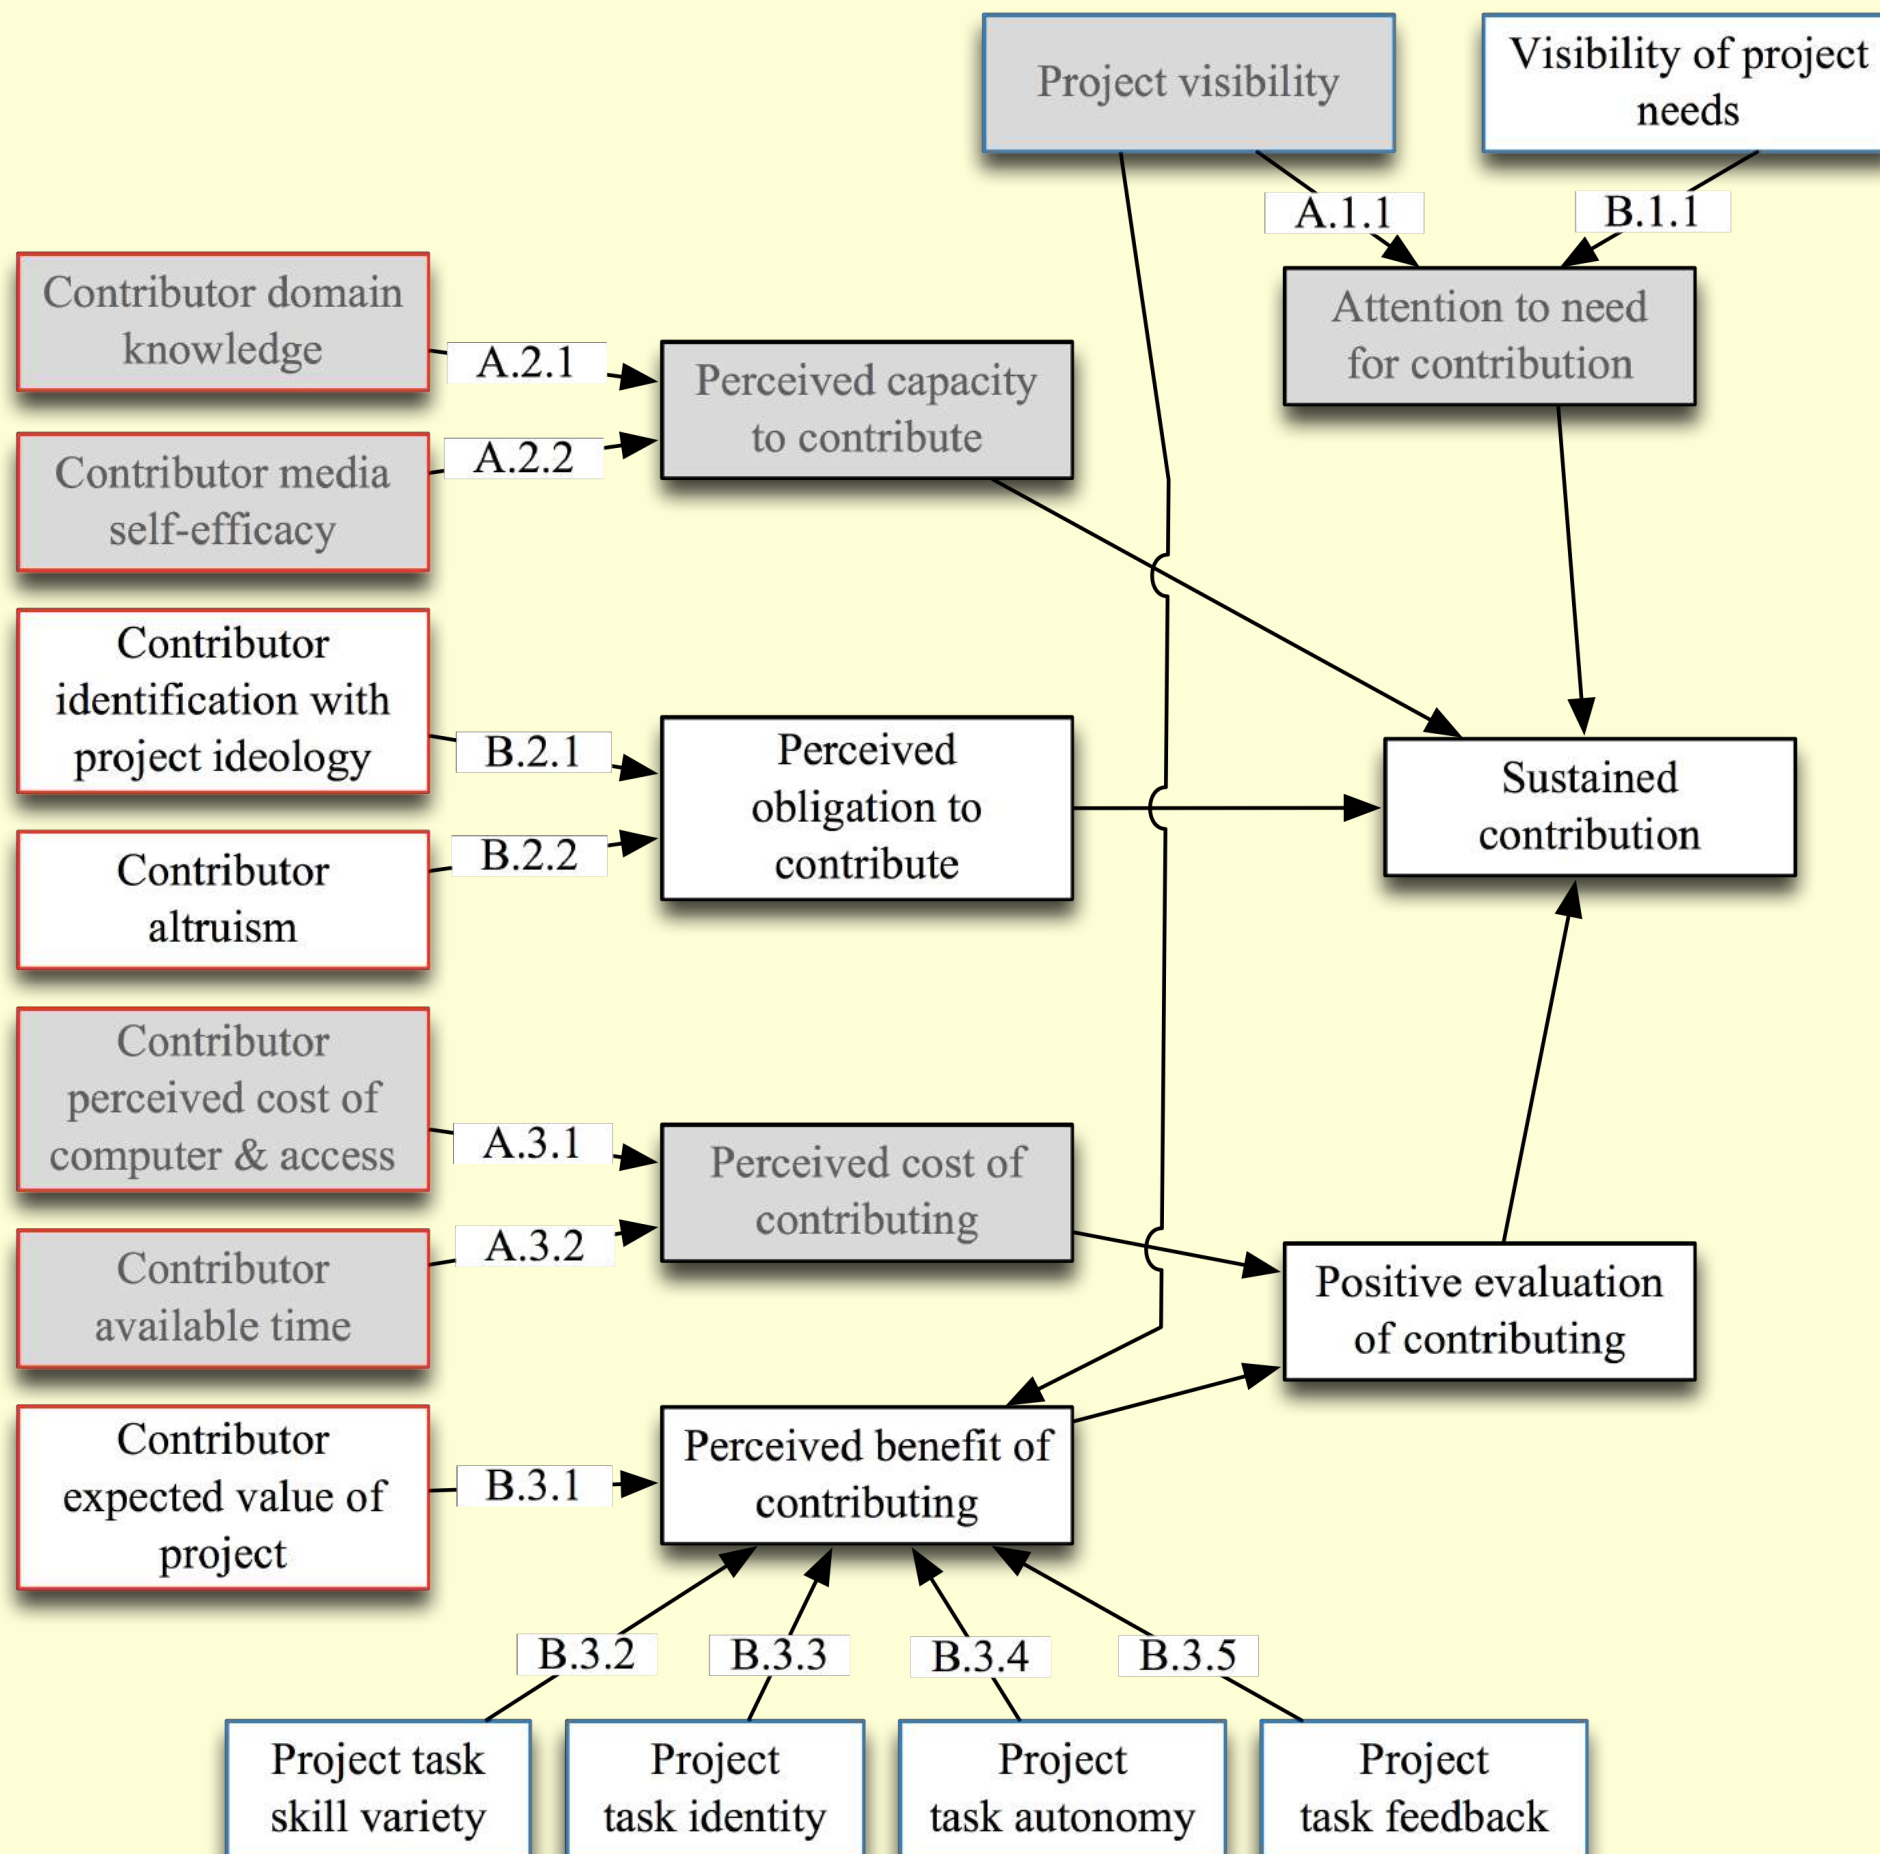 Project visibility
Visibility of project
needs
A.1.1
B.1.1
Contributor domain
knowledge
A.2.1
Attention to need
for contribution
Perceived capacity
to contribute
Contributor media
self-efficacy
A.2.2
Contributor
identification with
project ideology
B.2.1
Perceived
obligation to
contribute
Sustained
contribution
B.2.2
Contributor
altruism
Contributor
perceived cost of
computer & access
A.3.1
Perceived cost of
contributing
A.3.2
Contributor
available time
Positive evaluation
of contributing
Contributor
expected value of
project
B.3.1
Perceived benefit of
contributing
B.3.2
B.3.3
B.3.4
B.3.5
Project task
skill variety
Project
task identity
Project
task autonomy
Project
task feedback